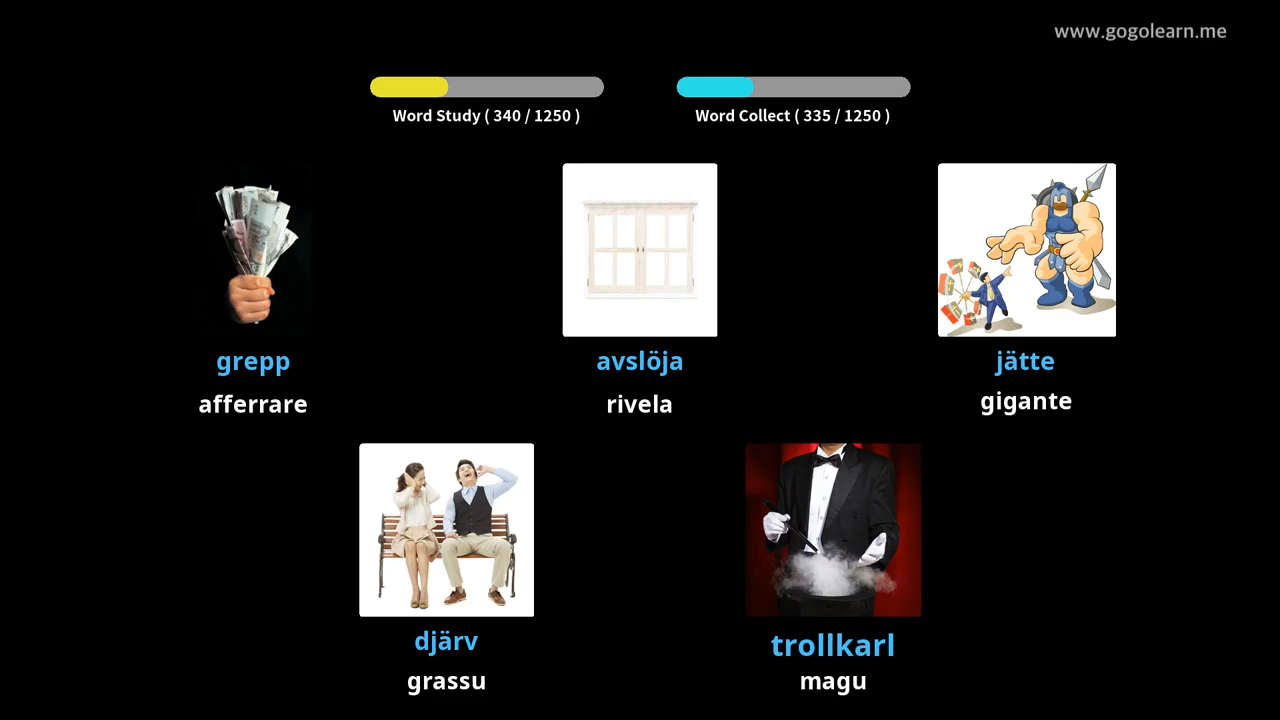 www.gogolearn.me
Word Study ( 340 / 1250 )
Word Collect ( 335 / 1250 )
grepp
afferrare
avslöja
rivela
jätte
gigante
djärv
grassu
trollkarl
magu